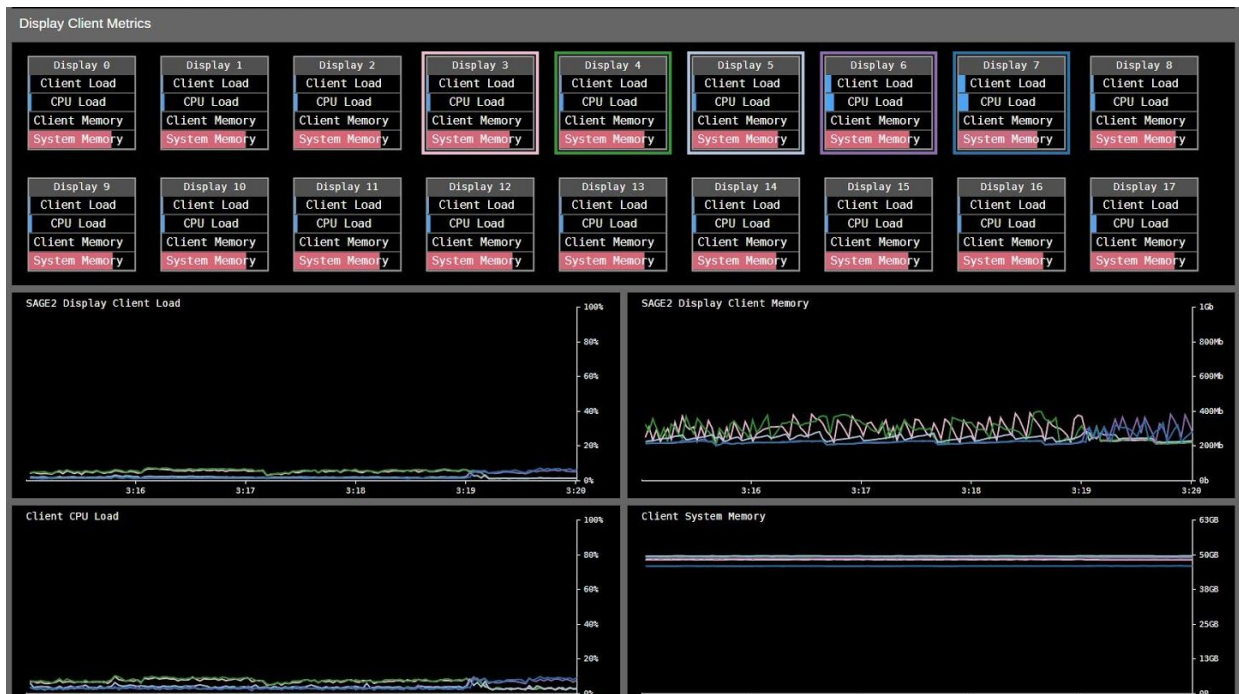 Display Client Metrics
Display 0 Display 1 Display 2 Display 3 Display 4 Display 5 Display 6 Display 7 Display 8
Client Load Client Load Client Load Client Load Client Load Client Load Client Load Client Load Client Load
CPU Load CPU Load CPU Load CPU Load CPU Load CPU Load CPU Load CPU Load CPU Load
Client Memory Client Memory Client Memory Client Memory Client Memory Client Memory Client Memory Client Memory Client Memory
System Memory System Memory System Memory System Memory System Memory System Memory System Memory System Memory System Memory
Display 9 Display 10 Display 11 Display 12 Display 13 Display 14 Display 15 Display 16 Display 17
Client Load Client Load Client Load Client Load Client Load Client Load Client Load Client Load Client Load
CPU Load CPU Load CPU Load CPU Load CPU Load CPU Load CPU Load CPU Load CPU Load
Client Memory Client Memory Client Memory Client Memory Client Memory Client Memory Client Memory Client Memory Client Memory
System Memory System Memory System Memory System Memory System Memory System Memory System Memory System Memory System Memory
SAGE2 Display Client Load
100%
80%
60%
40%
20%
0%
3:16 3:17 3:18 3:19 3:20
SAGE2 Display Client Memory
1Gb
800Mb
600Mb
400Mb
200Mb
0b
3:16 3:17 3:18 3:19 3:20
Client CPU Load
100%
80%
60%
40%
20%
0%
Client System Memory
63GB
50GB
38GB
25GB
13GB
0B